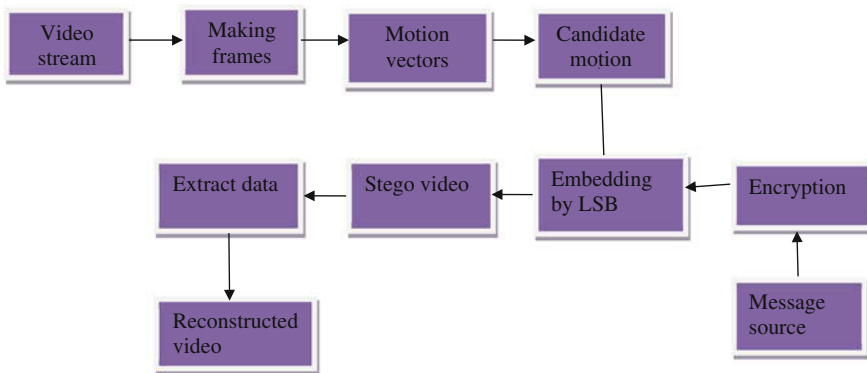 Video
stream
Making
frames
Motion
vectors
Candidate
motion
Extract data
Stego video
Embedding
by LSB
Encryption
Reconstructed
video
Message
source